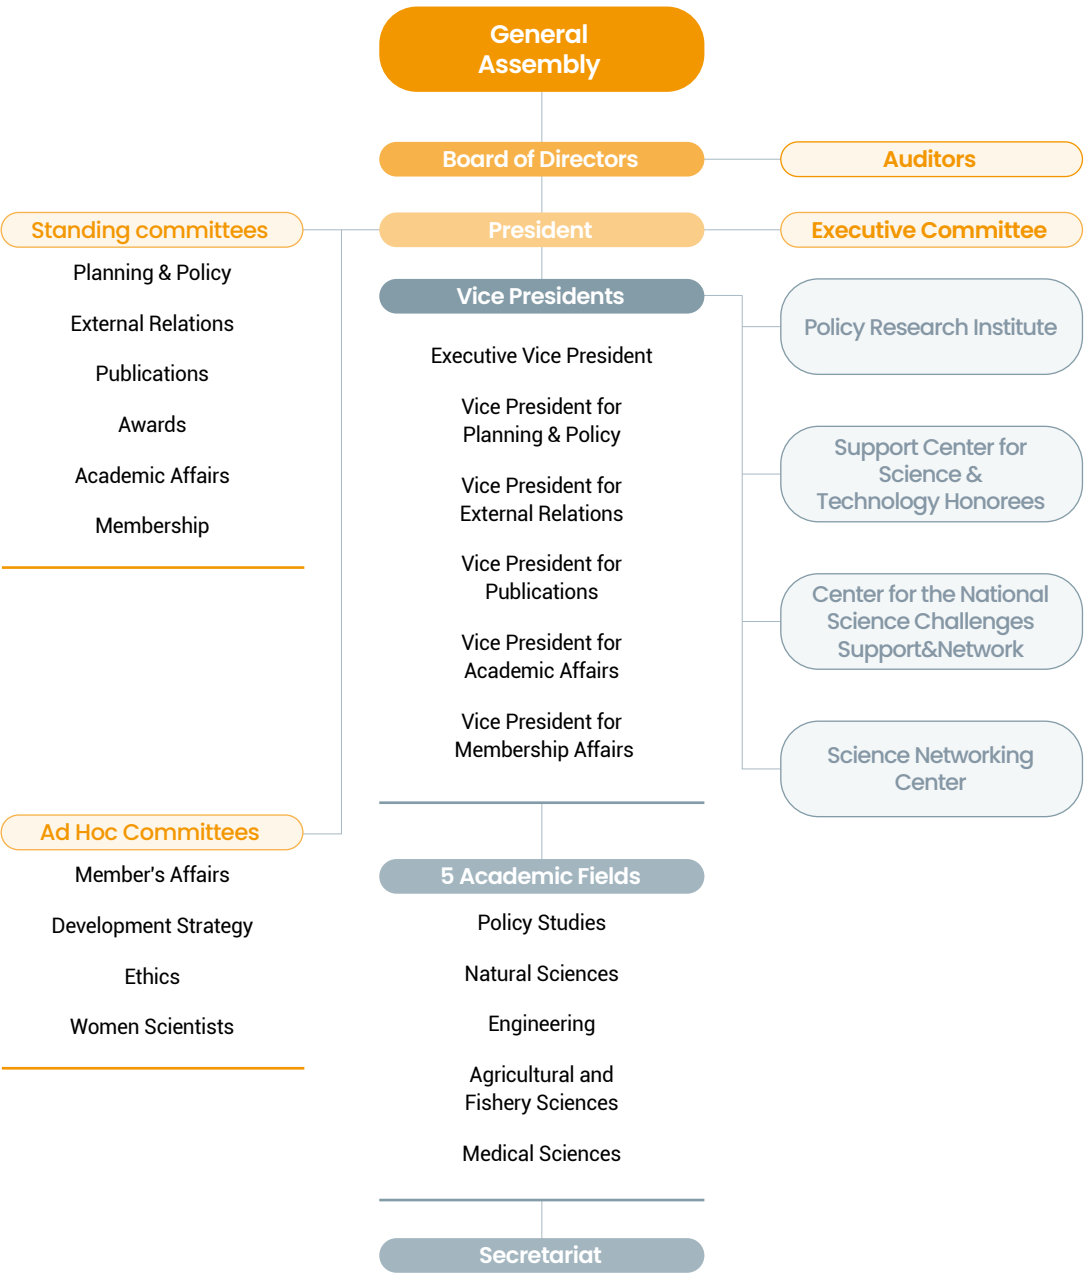 General
Assembly
Board of Directors
Auditors
Standing committees
President
Executive Committee
Planning & Policy
External Relations
Publications
Awards
Academic Affairs
Membership
Vice Presidents
Executive Vice President
Vice President for
Planning & Policy
Vice President for
External Relations
Vice President for
Publications
Vice President for
Academic Affairs
Vice President for
Membership Affairs
Policy Research Institute
Support Center for
Science &
Technology Honorees
Center for the National
Science Challenges
Support&Network
Science Networking
Center
Ad Hoc Committees
Member's Affairs
Development Strategy
Ethics
Women Scientists
5 Academic Fields
Policy Studies
Natural Sciences
Engineering
Agricultural and
Fishery Sciences
Medical Sciences
Secretariat